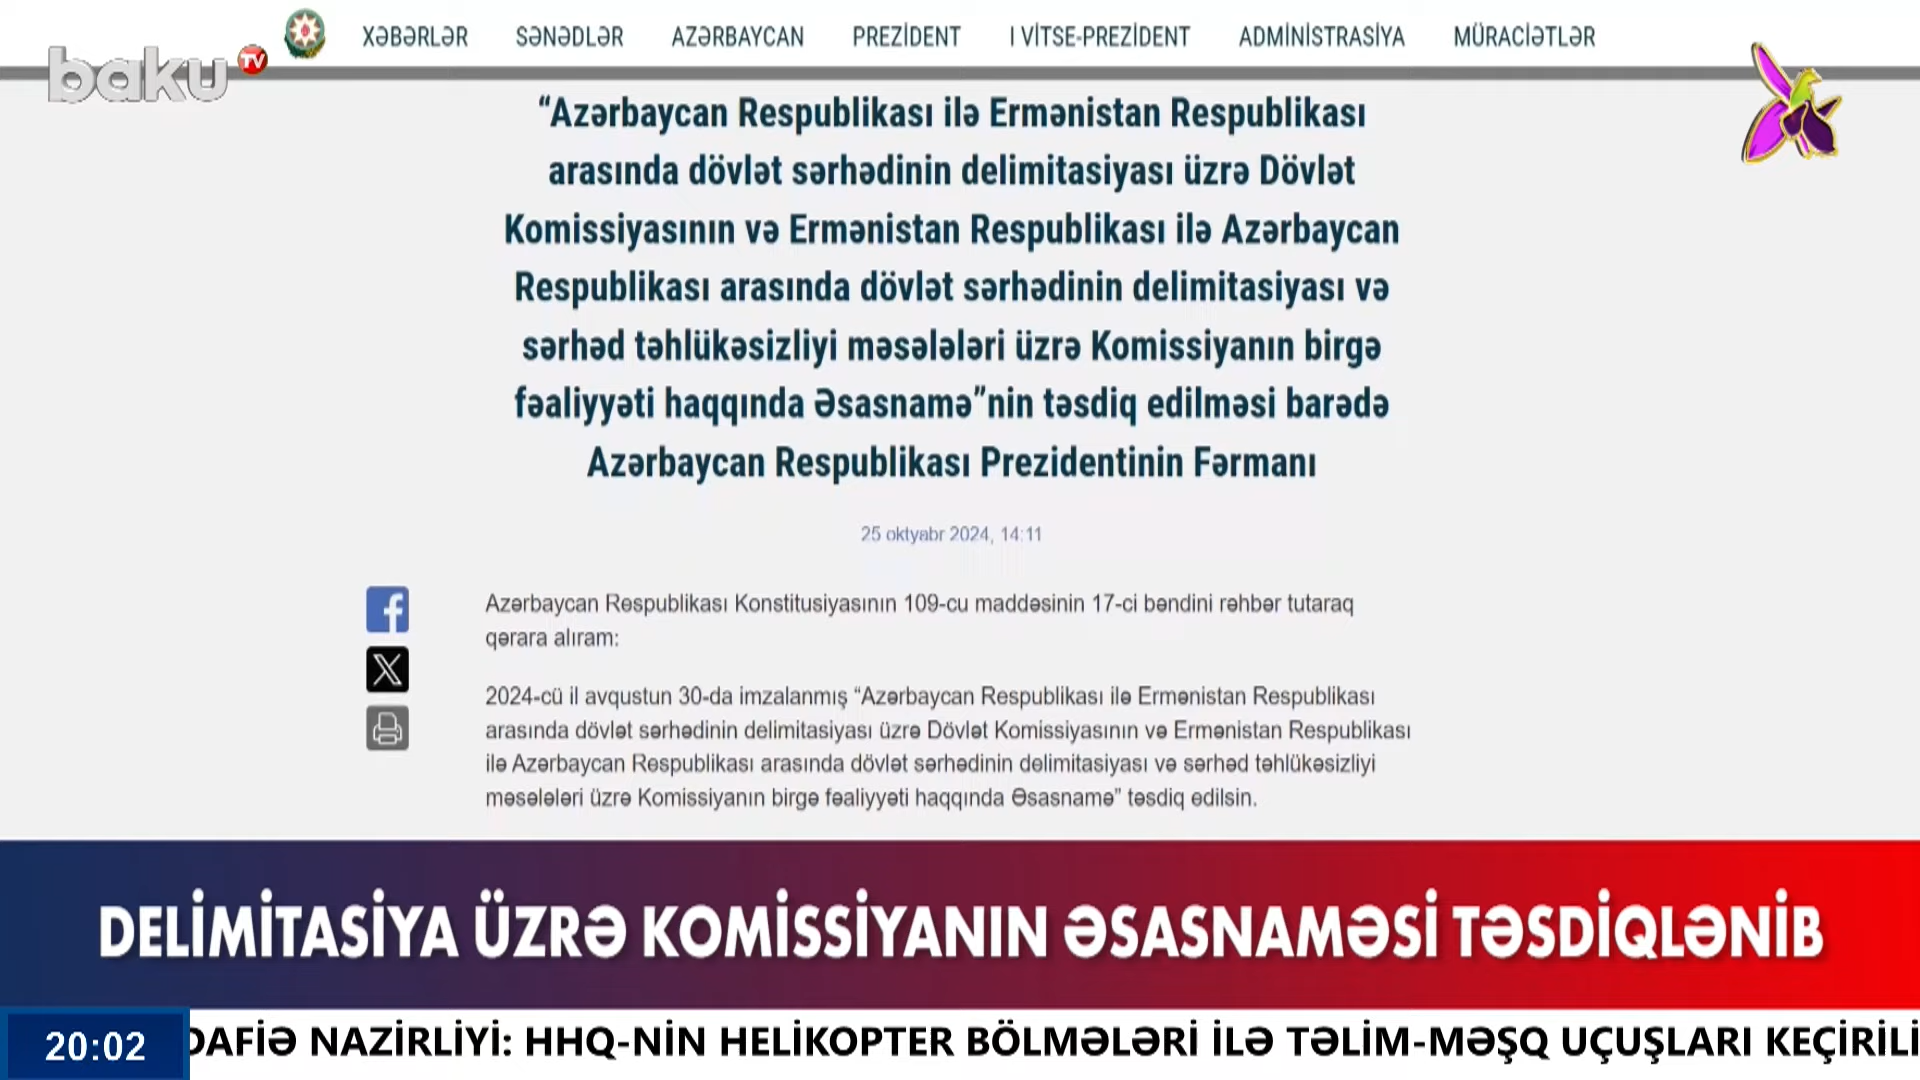 XƏBƏRLƏR SƏNƏDLƏR AZƏRBAYCAN PREZİDENT I VİTSE-PREZİDENT ADMİNİSTRASİYA MÜRACİƏTLƏR
baku TV
“Azərbaycan Respublikası ilə Ermənistan Respublikası
arasında dövlət sərhədinin delimitasiyası üzrə Dövlət
Komissiyasının və Ermənistan Respublikası ilə Azərbaycan
Respublikası arasında dövlət sərhədinin delimitasiyası və
sərhəd təhlükəsizliyi məsələləri üzrə Komissiyanın birgə
fəaliyyəti haqqında Əsasnamə”nin təsdiq edilməsi barədə
Azərbaycan Respublikası Prezidentinin Fərmanı
25 oktyabr 2024, 14:11
Azərbaycan Respublikası Konstitusiyasının 109-cu maddəsinin 17-ci bəndini rəhbər tutaraq
qərara alıram:
2024-cü il avqustun 30-da imzalanmış “Azərbaycan Respublikası ilə Ermənistan Respublikası
arasında dövlət sərhədinin delimitasiyası üzrə Dövlət Komissiyasının və Ermənistan Respublikası
ilə Azərbaycan Respublikası arasında dövlət sərhədinin delimitasiyası və sərhəd təhlükəsizliyi
məsələləri üzrə Komissiyanın birgə fəaliyyəti haqqında Əsasnamə” təsdiq edilsin.
DELİMİTASİYA ÜZRƏ KOMİSSİYANIN ƏSASNAMƏSİ TƏSDİQLƏNİB
20:02 DAFİƏ NAZİRLİYİ: HHQ-NİN HELİKOPTER BÖLMƏLƏRİ İLƏ TƏLİM-MƏŞQ UÇUŞLARI KEÇİRİLİ